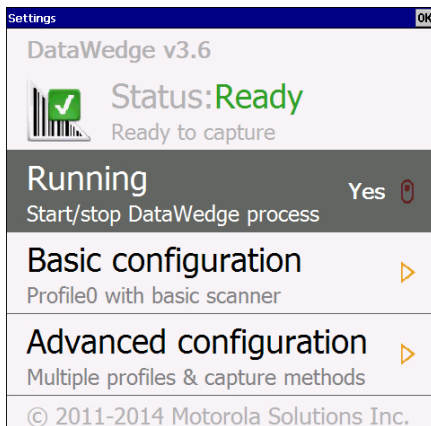 Settings
OK
DataWedge v3.6
Status:Ready
Ready to capture
Running
Yes
Start/stop DataWedge process
Basic configuration
Profile0 with basic scanner
Advanced configuration
Multiple profiles & capture methods
© 2011-2014 Motorola Solutions Inc.